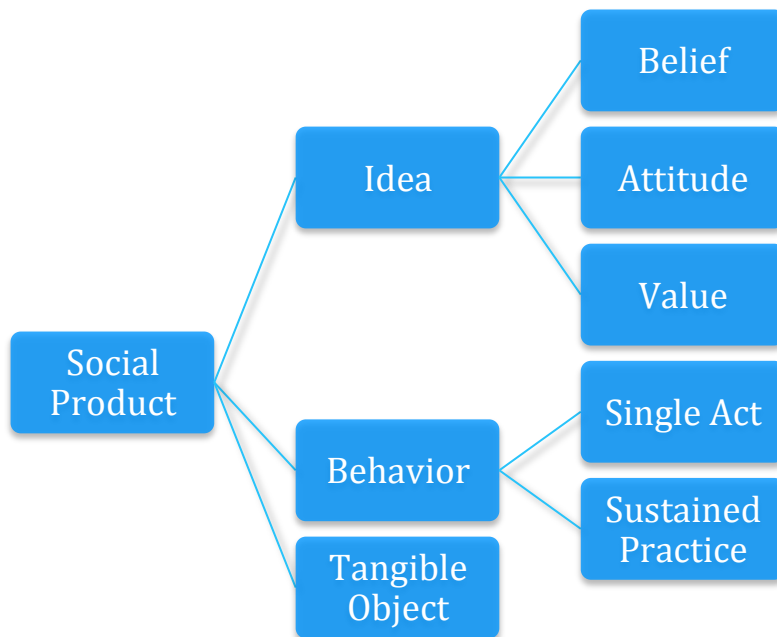 Social
Product
Idea
Belief
Attitude
Value
Behavior
Single Act
Sustained
Practice
Tangible
Object